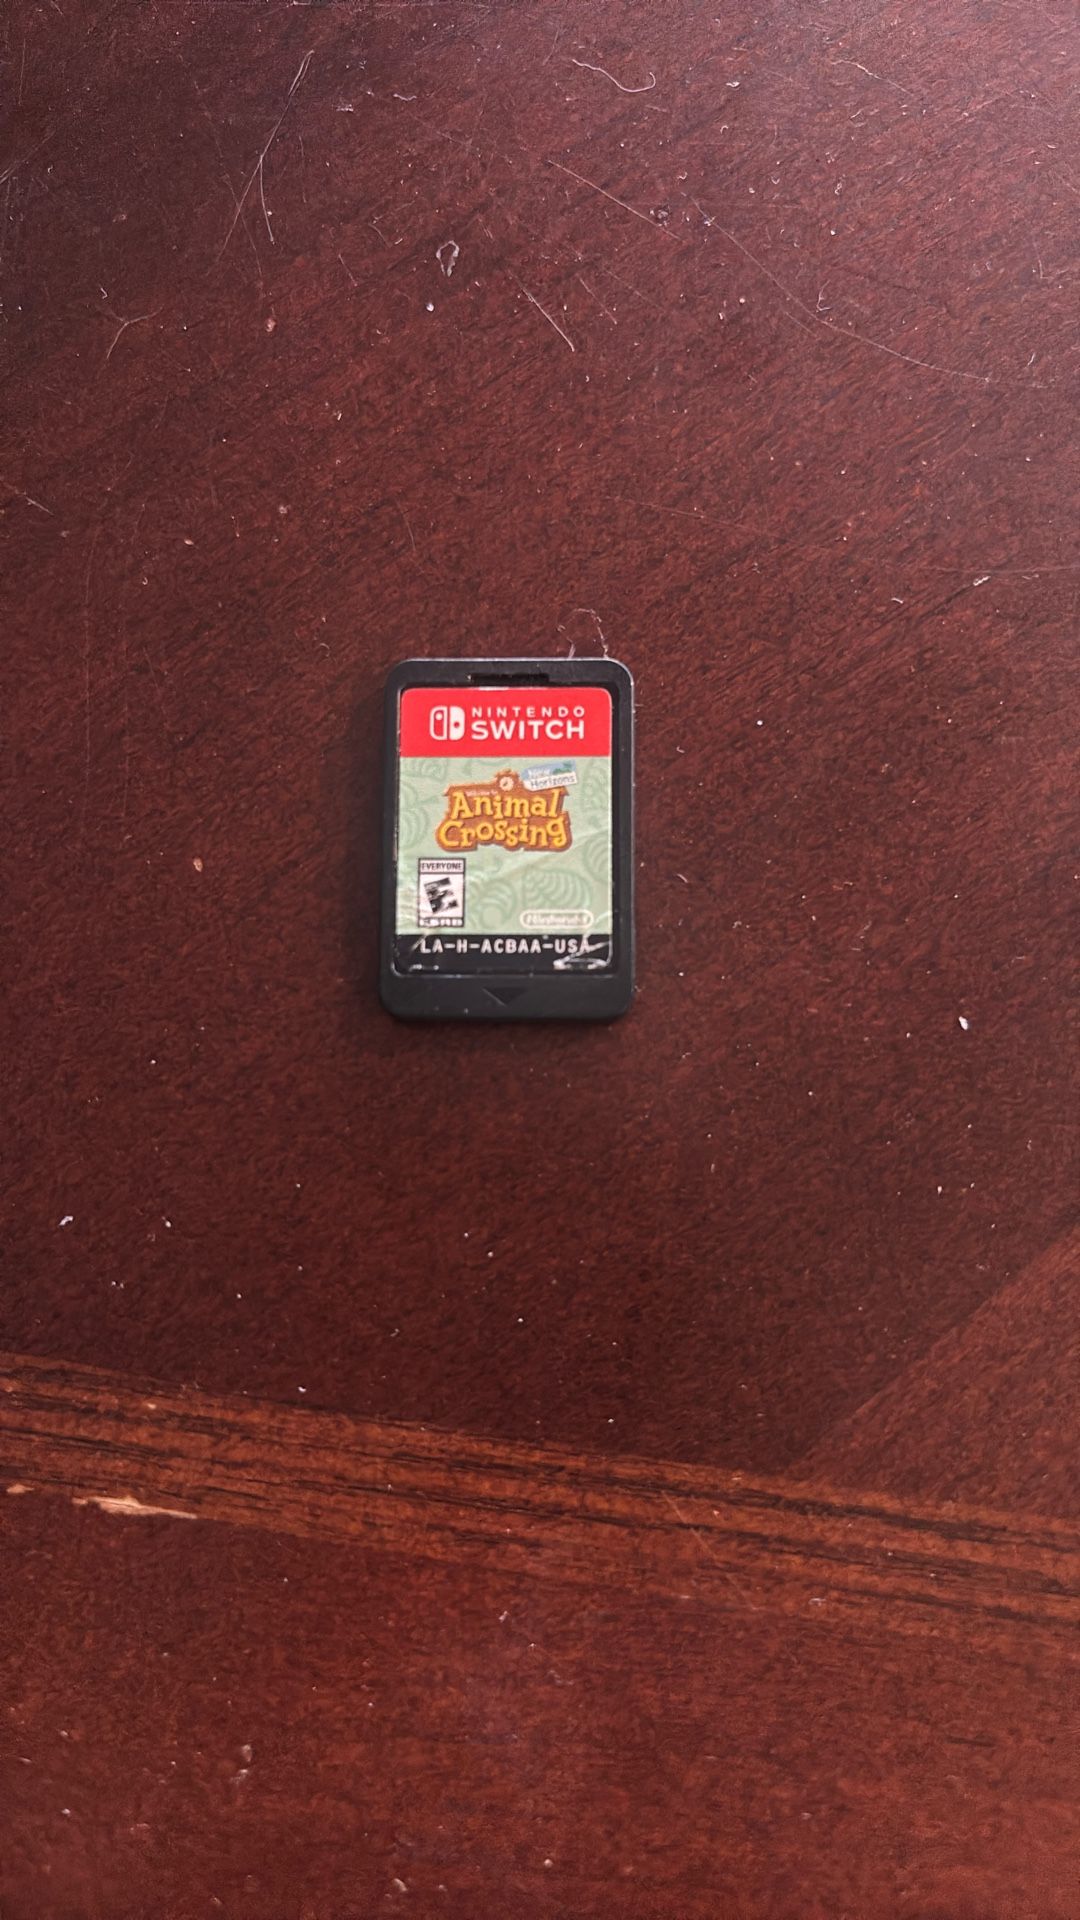 NINTENDO
SWITCH
New
Horizons
Welcome to
Animal
Crossing
EVERYONE
E
ESRB
Nintendo
LA-H-ACBAA-USA